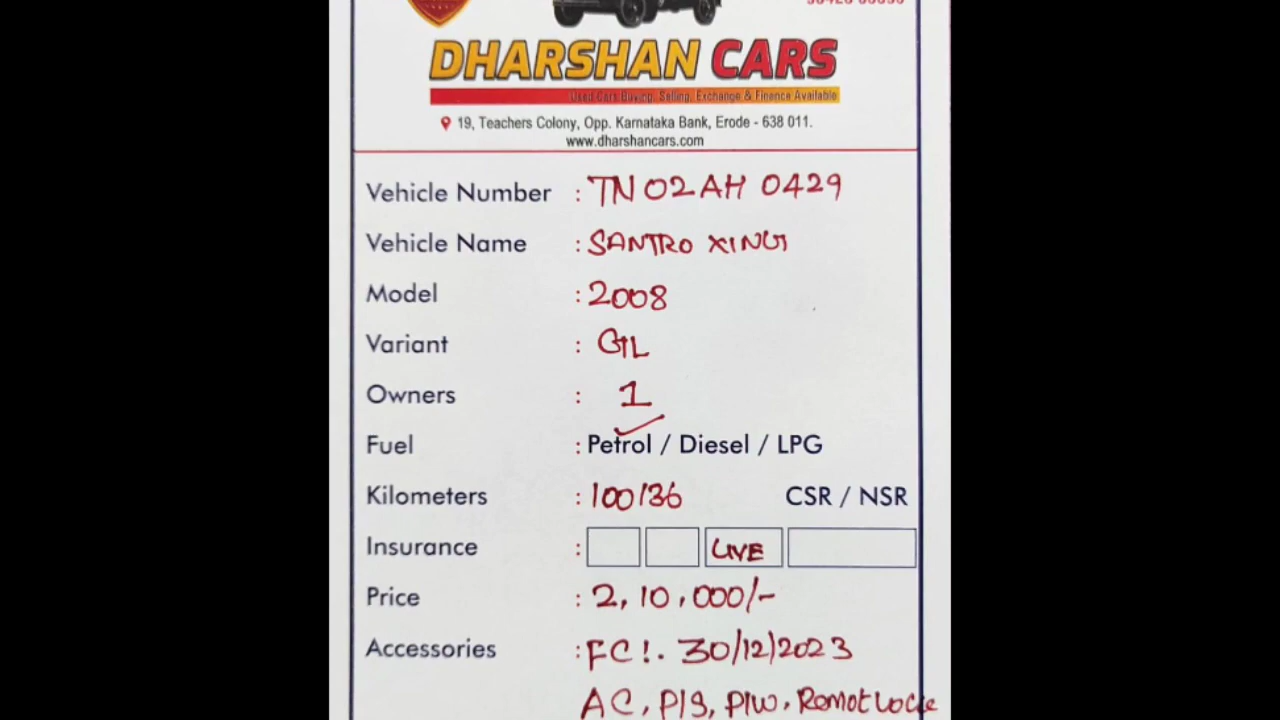 DHARSHAN CARS
Used Cars Buying, Selling, Exchange & Finance Available
19, Teachers Colony, Opp. Karnataka Bank, Erode - 638 011.
www.dharshancars.com
Vehicle Number : TN 02 AH 0429
Vehicle Name : SANTRO XING
Model : 2008
Variant : GL
Owners : 1
Fuel : Petrol / Diesel / LPG
Kilometers : 100136 CSR / NSR
Insurance : LIVE
Price : 2,10,000/-
Accessories : FC!. 30/12/2023
AC, P/S, P/W, Remot Locke